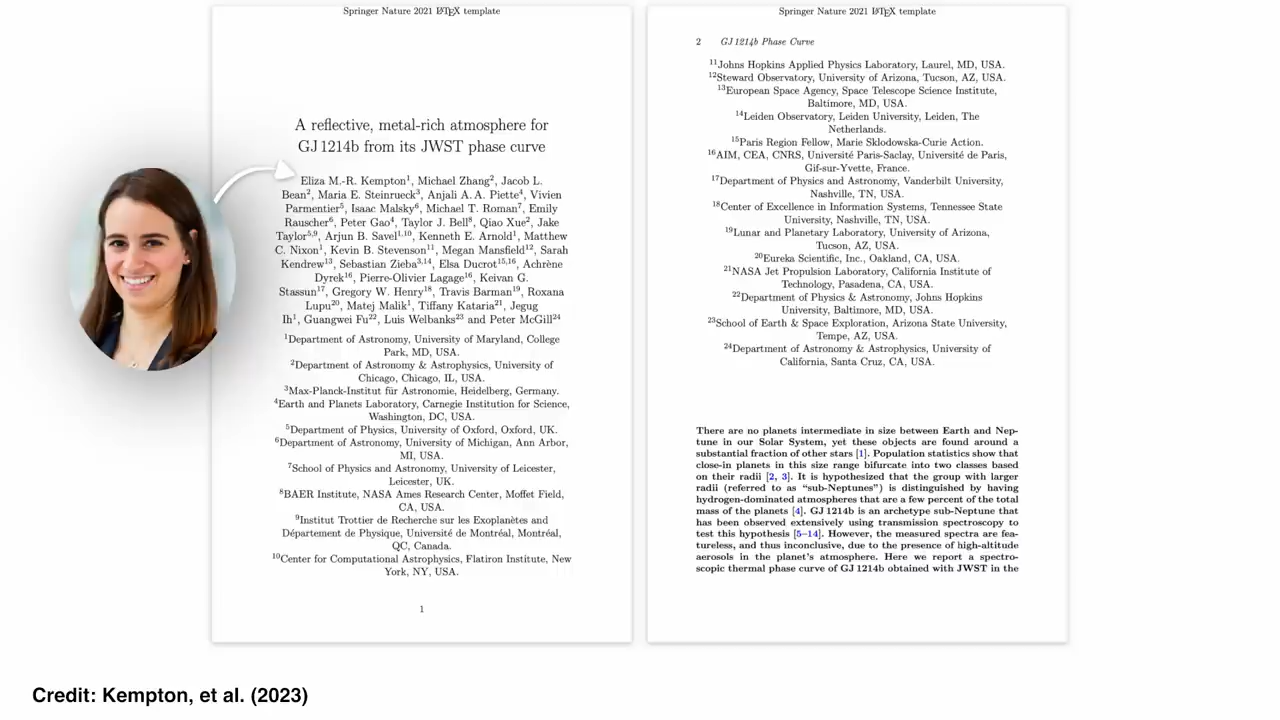 Springer Nature 2021 LATEX template
A reflective, metal-rich atmosphere for
GJ 1214b from its JWST phase curve
Eliza M.-R. Kempton1, Michael Zhang2, Jacob L.
Bean2, Maria E. Steinrueck3, Anjali A. A. Piette4, Vivien
Parmentier5, Isaac Malsky6, Michael T. Roman7, Emily
Rauscher6, Peter Gao4, Taylor J. Bell8, Qiao Xue2, Jake
Taylor5,9, Arjun B. Savel1,10, Kenneth E. Arnold1, Matthew
C. Nixon1, Kevin B. Stevenson11, Megan Mansfield12, Sarah
Kendrew13, Sebastian Zieba3,14, Elsa Ducrot15,16, Achrène
Dyrek16, Pierre-Olivier Lagage16, Keivan G.
Stassun17, Gregory W. Henry18, Travis Barman19, Roxana
Lupu20, Matej Malik1, Tiffany Kataria21, Jegug
Ih1, Guangwei Fu22, Luis Welbanks23 and Peter McGill24
1Department of Astronomy, University of Maryland, College
Park, MD, USA.
2Department of Astronomy & Astrophysics, University of
Chicago, Chicago, IL, USA.
3Max-Planck-Institut für Astronomie, Heidelberg, Germany.
4Earth and Planets Laboratory, Carnegie Institution for Science,
Washington, DC, USA.
5Department of Physics, University of Oxford, Oxford, UK.
6Department of Astronomy, University of Michigan, Ann Arbor,
MI, USA.
7School of Physics and Astronomy, University of Leicester,
Leicester, UK.
8BAER Institute, NASA Ames Research Center, Moffet Field,
CA, USA.
9Institut Trottier de Recherche sur les Exoplanètes and
Département de Physique, Université de Montréal, Montréal,
QC, Canada.
10Center for Computational Astrophysics, Flatiron Institute, New
York, NY, USA.
1
Springer Nature 2021 LATEX template
2 GJ 1214b Phase Curve
11Johns Hopkins Applied Physics Laboratory, Laurel, MD, USA.
12Steward Observatory, University of Arizona, Tucson, AZ, USA.
13European Space Agency, Space Telescope Science Institute,
Baltimore, MD, USA.
14Leiden Observatory, Leiden University, Leiden, The
Netherlands.
15Paris Region Fellow, Marie Sklodowska-Curie Action.
16AIM, CEA, CNRS, Université Paris-Saclay, Université de Paris,
Gif-sur-Yvette, France.
17Department of Physics and Astronomy, Vanderbilt University,
Nashville, TN, USA.
18Center of Excellence in Information Systems, Tennessee State
University, Nashville, TN, USA.
19Lunar and Planetary Laboratory, University of Arizona,
Tucson, AZ, USA.
20Eureka Scientific, Inc., Oakland, CA, USA.
21NASA Jet Propulsion Laboratory, California Institute of
Technology, Pasadena, CA, USA.
22Department of Physics & Astronomy, Johns Hopkins
University, Baltimore, MD, USA.
23School of Earth & Space Exploration, Arizona State University,
Tempe, AZ, USA.
24Department of Astronomy & Astrophysics, University of
California, Santa Cruz, CA, USA.
There are no planets intermediate in size between Earth and Nep-
tune in our Solar System, yet these objects are found around a
substantial fraction of other stars [1]. Population statistics show that
close-in planets in this size range bifurcate into two classes based
on their radii [2, 3]. It is hypothesized that the group with larger
radii (referred to as “sub-Neptunes”) is distinguished by having
hydrogen-dominated atmospheres that are a few percent of the total
mass of the planets [4]. GJ 1214b is an archetype sub-Neptune that
has been observed extensively using transmission spectroscopy to
test this hypothesis [5–14]. However, the measured spectra are fea-
tureless, and thus inconclusive, due to the presence of high-altitude
aerosols in the planet’s atmosphere. Here we report a spectro-
scopic thermal phase curve of GJ 1214b obtained with JWST in the
Credit: Kempton, et al. (2023)